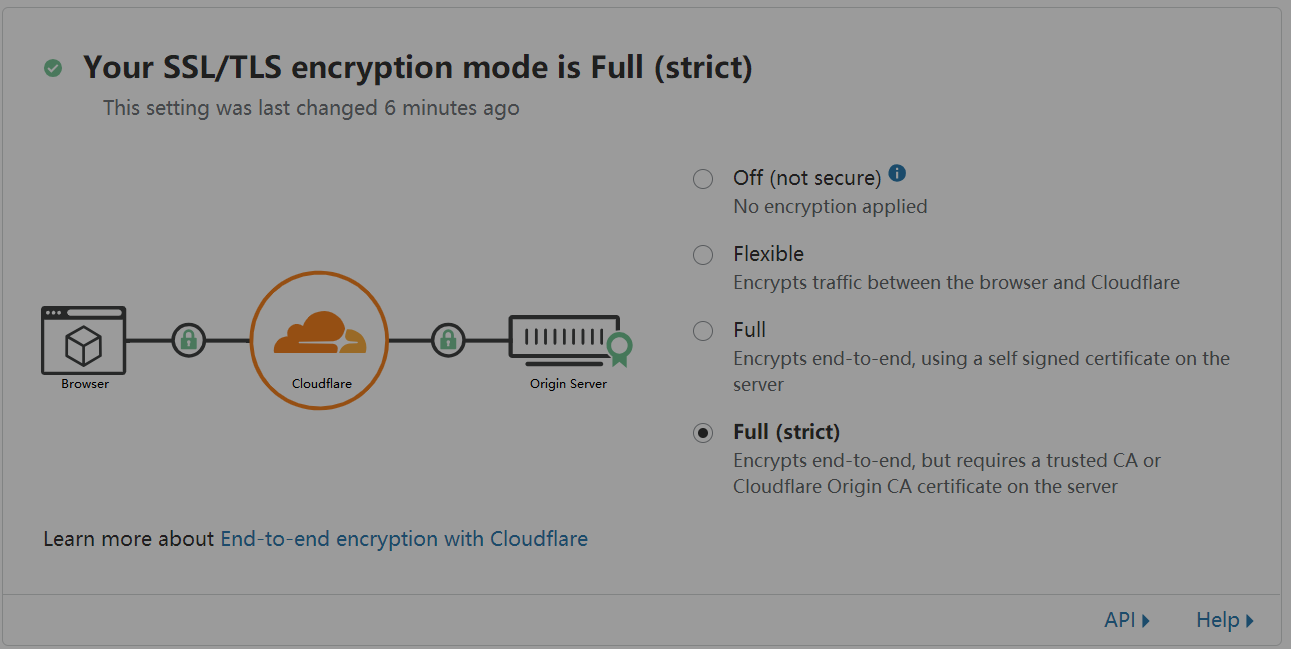 Your SSL/TLS encryption mode is Full (strict)
This setting was last changed 6 minutes ago
Off (not secure)
No encryption applied
Flexible
Encrypts traffic between the browser and Cloudflare
Full
Encrypts end-to-end, using a self signed certificate on the
server
Full (strict)
Encrypts end-to-end, but requires a trusted CA or
Cloudflare Origin CA certificate on the server
Browser
Cloudflare
Origin Server
Learn more about End-to-end encryption with Cloudflare
API
Help